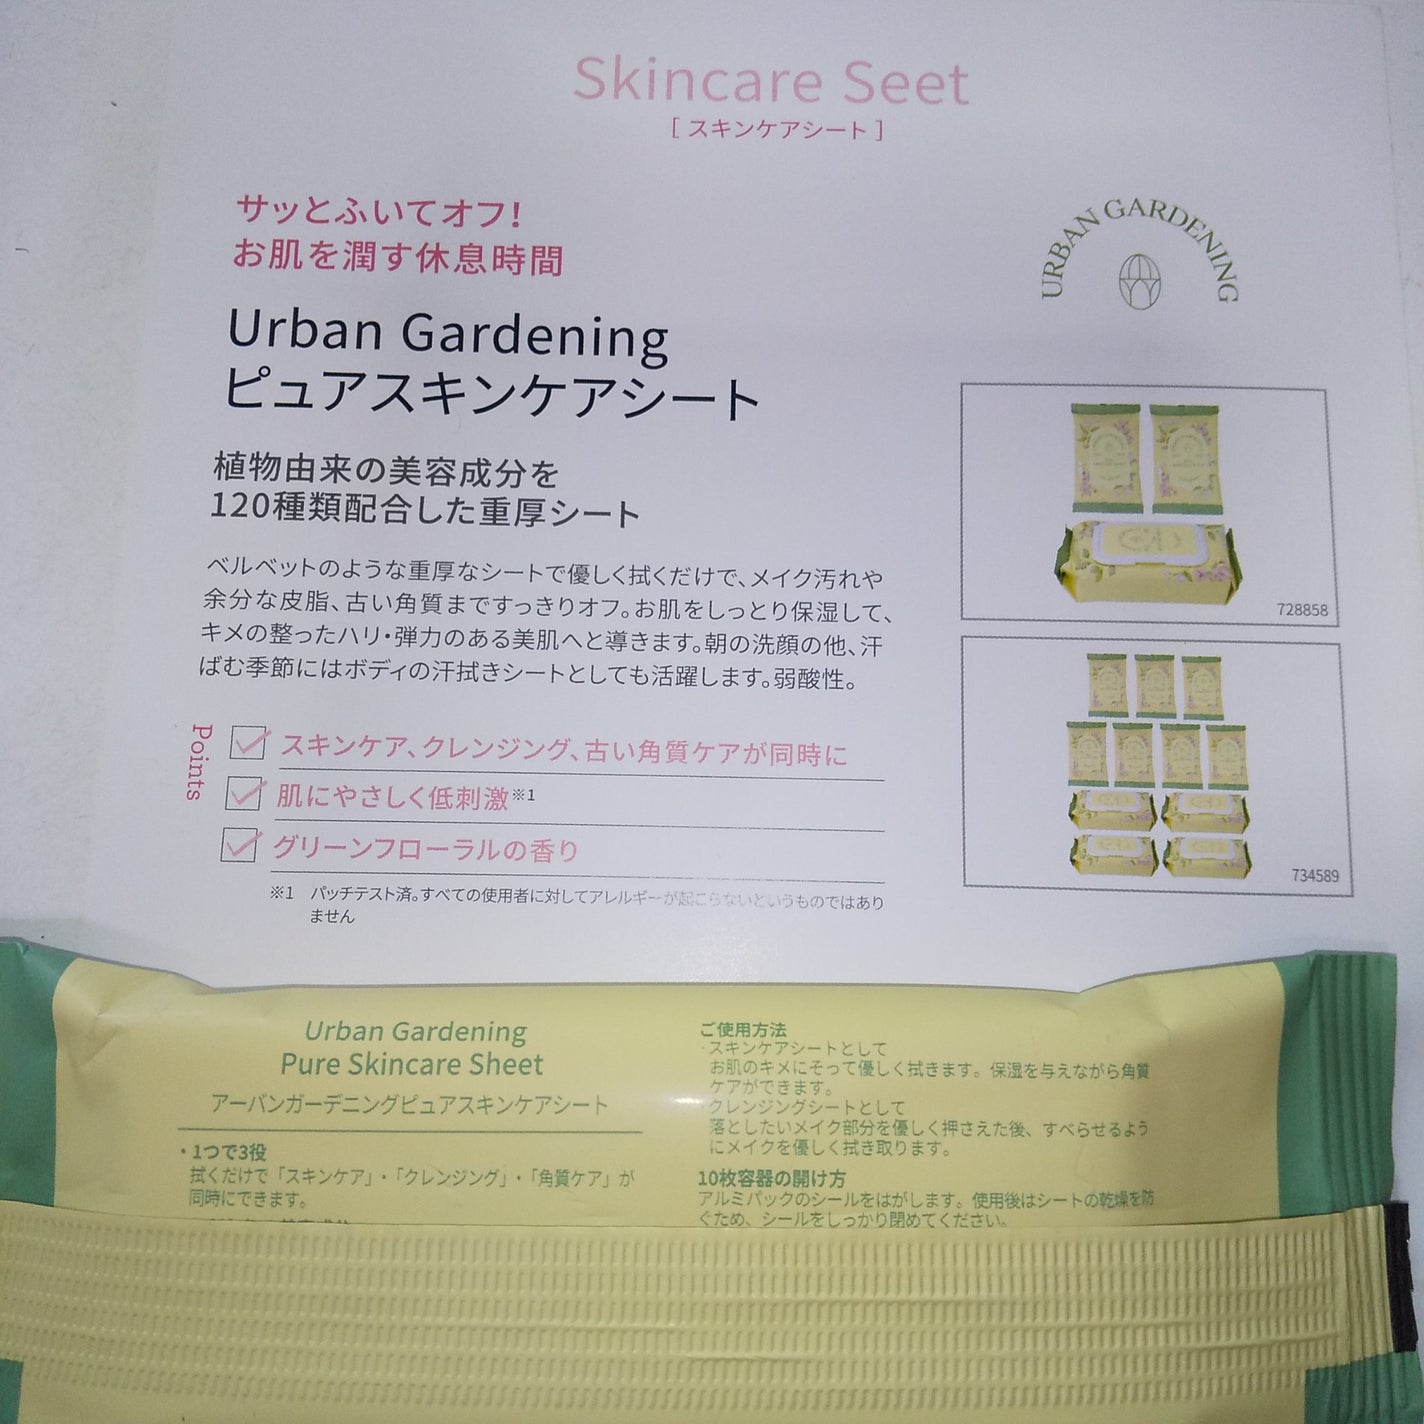 Skincare Seet
[ スキンケアシート ]
サッとふいてオフ!
お肌を潤す休息時間
URBAN GARDENING
Urban Gardening
ピュアスキンケアシート
植物由来の美容成分を
120種類配合した重厚シート
ベルベットのような重厚なシートで優しく拭くだけで、メイク汚れや
余分な皮脂、古い角質まですっきりオフ。お肌をしっとり保湿して、
キメの整ったハリ・弾力のある美肌へと導きます。朝の洗顔の他、汗
ばむ季節にはボディの汗拭きシートとしても活躍します。弱酸性。
728858
Points
スキンケア、クレンジング、古い角質ケアが同時に
肌にやさしく低刺激※1
グリーンフローラルの香り
※1 パッチテスト済。すべての使用者に対してアレルギーが起こらないというものではあり
ません
734589
Urban Gardening
Pure Skincare Sheet
アーバンガーデニングピュアスキンケアシート
・1つで3役
拭くだけで「スキンケア」・「クレンジング」・「角質ケア」が
同時にできます。
ご使用方法
・スキンケアシートとして
お肌のキメにそって優しく拭きます。保湿を与えながら角質
ケアができます。
・クレンジングシートとして
落としたいメイク部分を優しく押さえた後、すべらせるよう
にメイクを優しく拭き取ります。
10枚容器の開け方
アルミパックのシールをはがします。使用後はシートの乾燥を防
ぐため、シールをしっかり閉めてください。